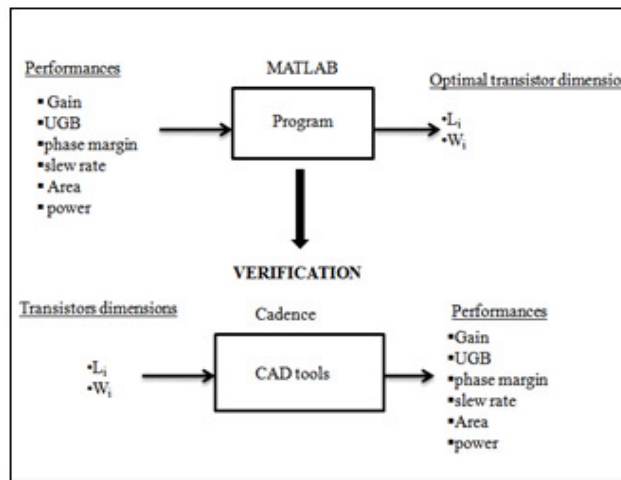 Performances
▪ Gain
▪UGB
▪phase margin
▪slew rate
▪ Area
▪ power
MATLAB
Program
Optimal transistor dimension
•Li
•Wi
VERIFICATION
Transistors dimensions
•Li
•Wi
Cadence
CAD tools
Performances
▪Gain
▪UGB
▪phase margin
▪slew rate
▪Area
▪power